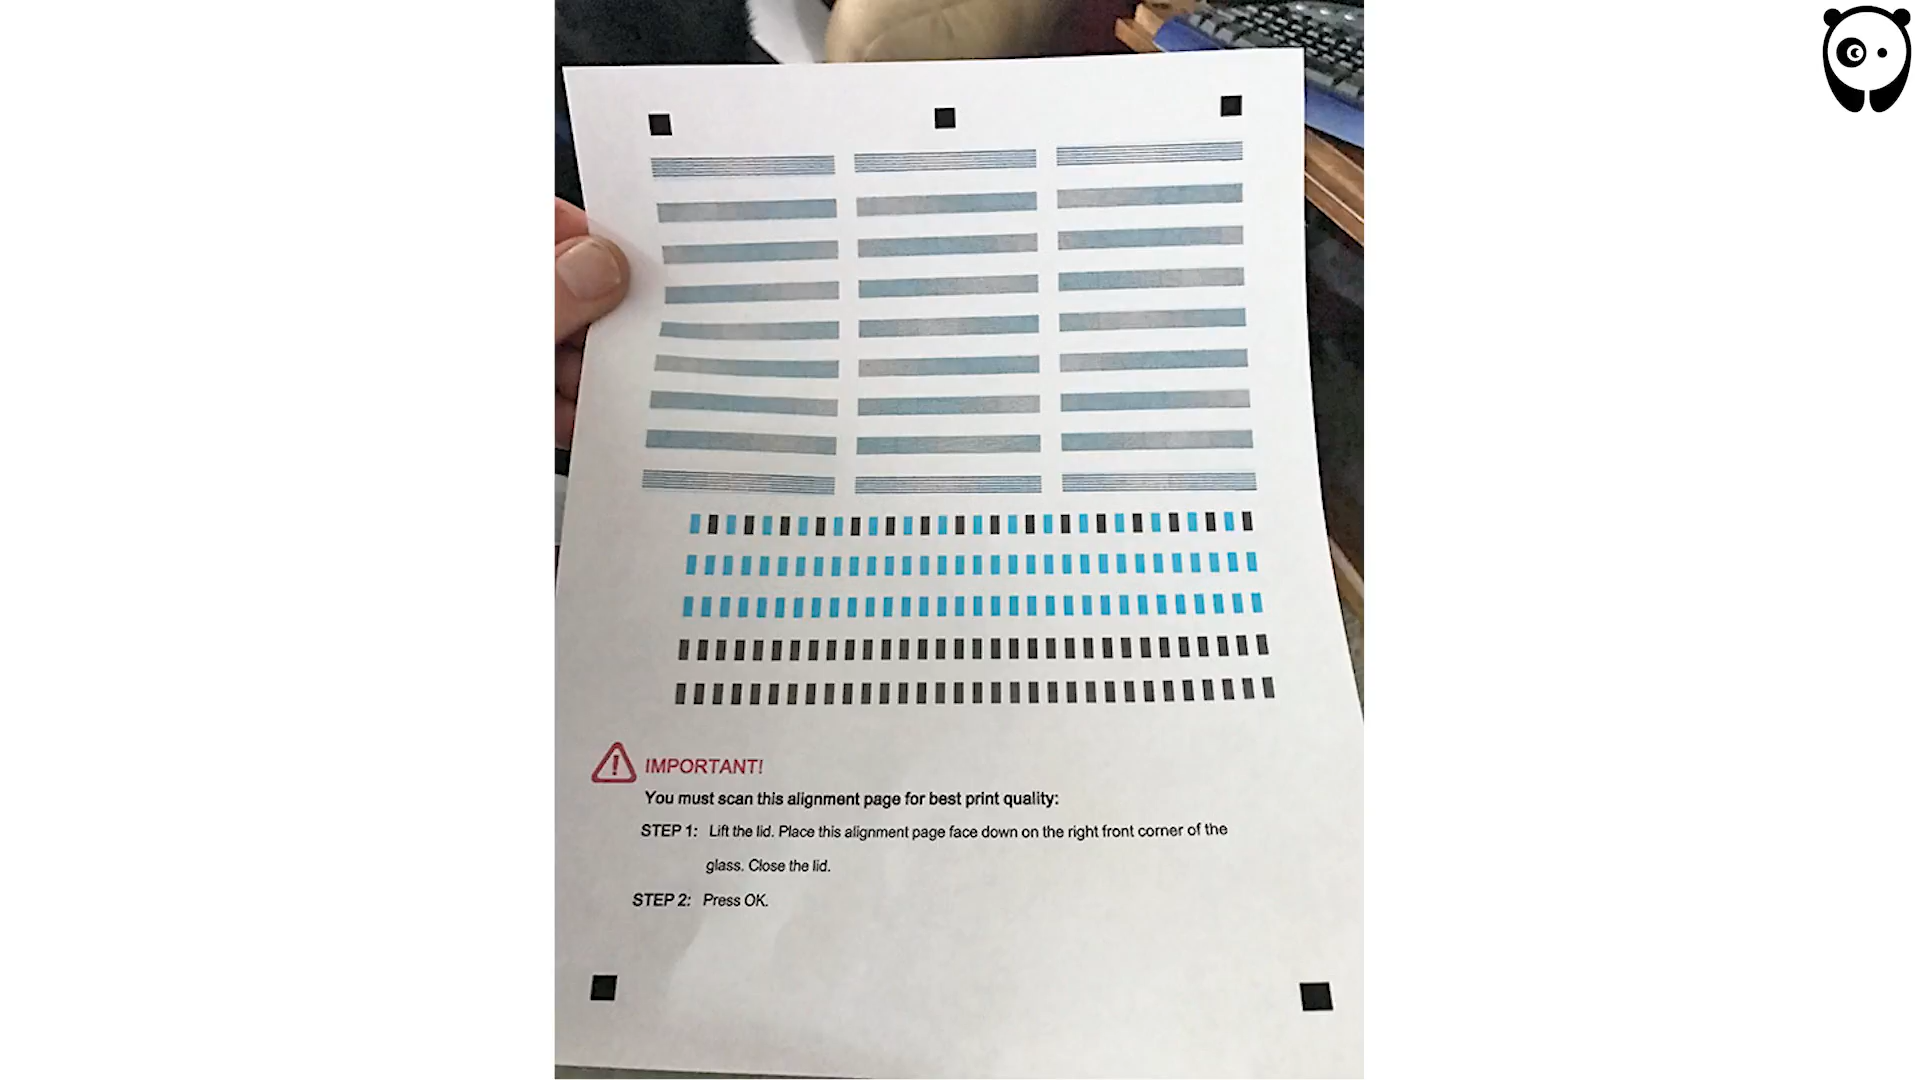 IMPORTANT!
You must scan this alignment page for best print quality:
STEP 1: Lift the lid. Place this alignment page face down on the right front corner of the
glass. Close the lid.
STEP 2: Press OK.